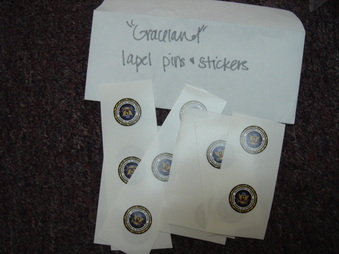 "Graceland"
lapel pins & stickers